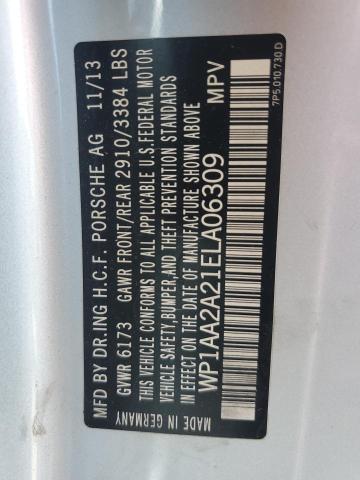 MFD BY DR.ING H.C.F. PORSCHE AG 11/13
GVWR 6173 GAWR FRONT/REAR 2910/3384 LBS
THIS VEHICLE CONFORMS TO ALL APPLICABLE U.S.FEDERAL MOTOR
VEHICLE SAFETY,BUMPER,AND THEFT PREVENTION STANDARDS
IN EFFECT ON THE DATE OF MANUFACTURE SHOWN ABOVE
WP1AA2A21ELA06309 MPV
MADE IN GERMANY
7P5.010.730.D